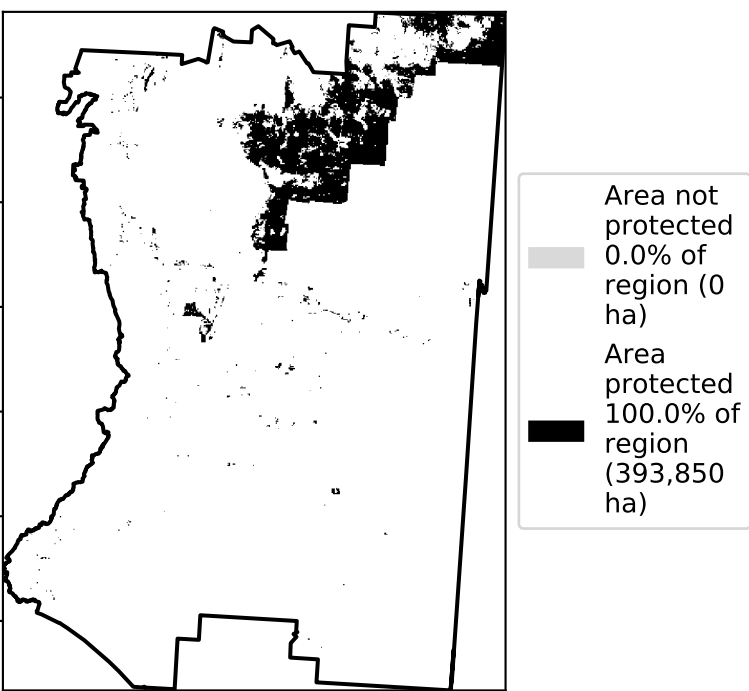 Area not
protected
0.0% of
region (0
ha)
Area
protected
100.0% of
region
(393,850
ha)